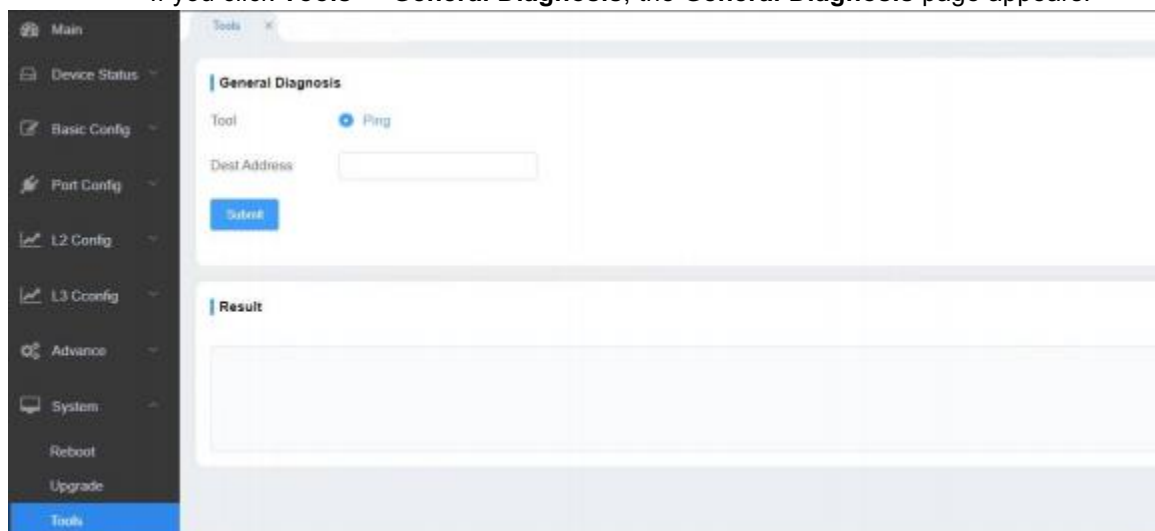 If you click Tools -> General Diagnosis, the General Diagnosis page appears.
Main
Tools ×
Device Status
General Diagnosis
Basic Config
Tool
Ping
Port Config
Dest Address
Submit
L2 Config
L3 Cconfig
Result
Advance
System
Reboot
Upgrade
Tools